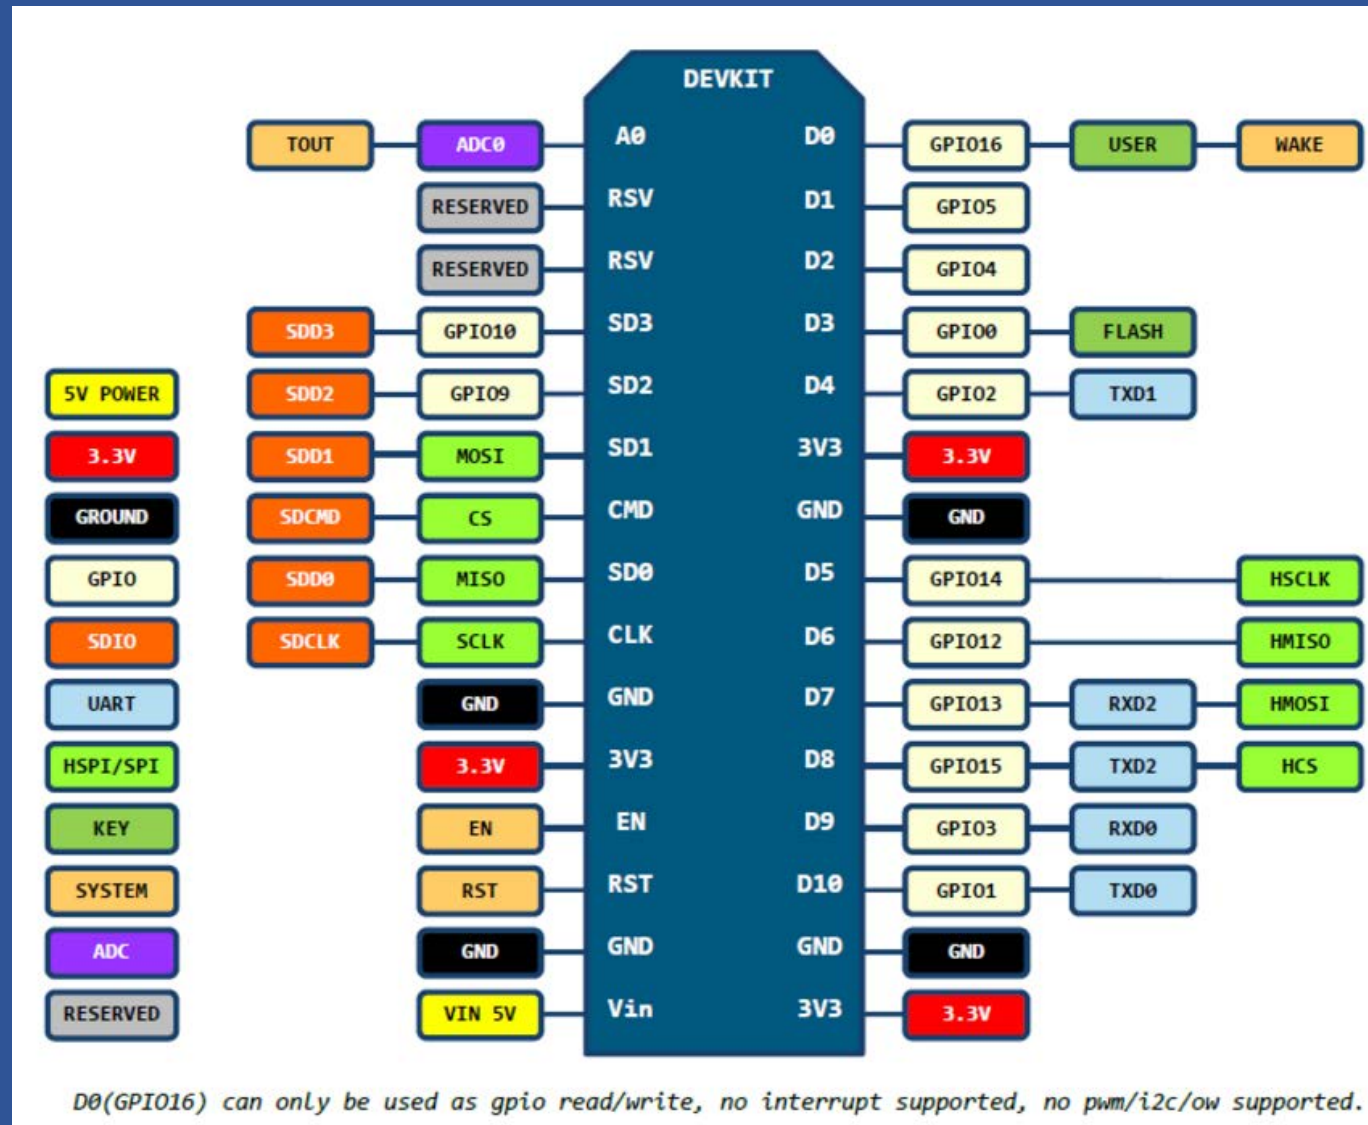 DEVKIT
TOUT ADC0 A0 D0 GPIO16 USER WAKE
RESERVED RSV D1 GPIO5
RESERVED RSV D2 GPIO4
SDD3 GPIO10 SD3 D3 GPIO0 FLASH
5V POWER SDD2 GPIO9 SD2 D4 GPIO2 TXD1
3.3V SDD1 MOSI SD1 3V3 3.3V
GROUND SDCMD CS CMD GND GND
GPIO SDD0 MISO SD0 D5 GPIO14 HSCLK
SDIO SDCLK SCLK CLK D6 GPIO12 HMISO
UART GND GND D7 GPIO13 RXD2 HMOSI
HSPI/SPI 3.3V 3V3 D8 GPIO15 TXD2 HCS
KEY EN EN D9 GPIO3 RXD0
SYSTEM RST RST D10 GPIO1 TXD0
ADC GND GND GND GND
RESERVED VIN 5V Vin 3V3 3.3V
D0(GPIO16) can only be used as gpio read/write, no interrupt supported, no pwm/i2c/ow supported.